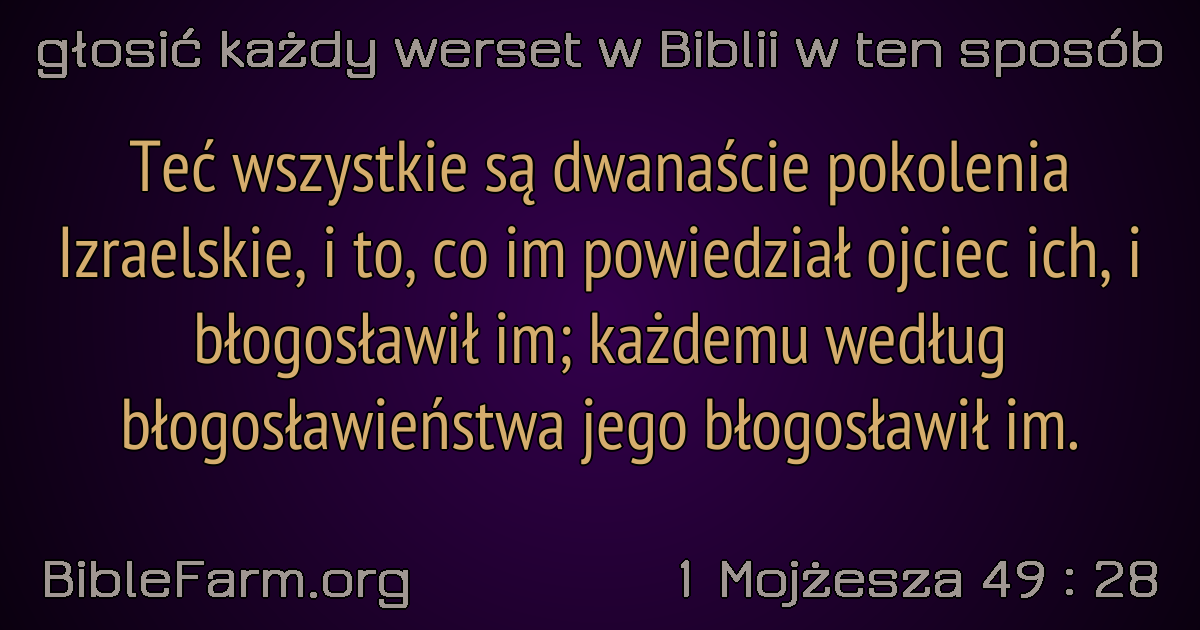 głosić każdy werset w Biblii w ten sposób
Teć wszystkie są dwanaście pokolenia
Izraelskie, i to, co im powiedział ojciec ich, i
błogosławił im; każdemu według
błogosławieństwa jego błogosławił im.
BibleFarm.org
1 Mojżesza 49 : 28